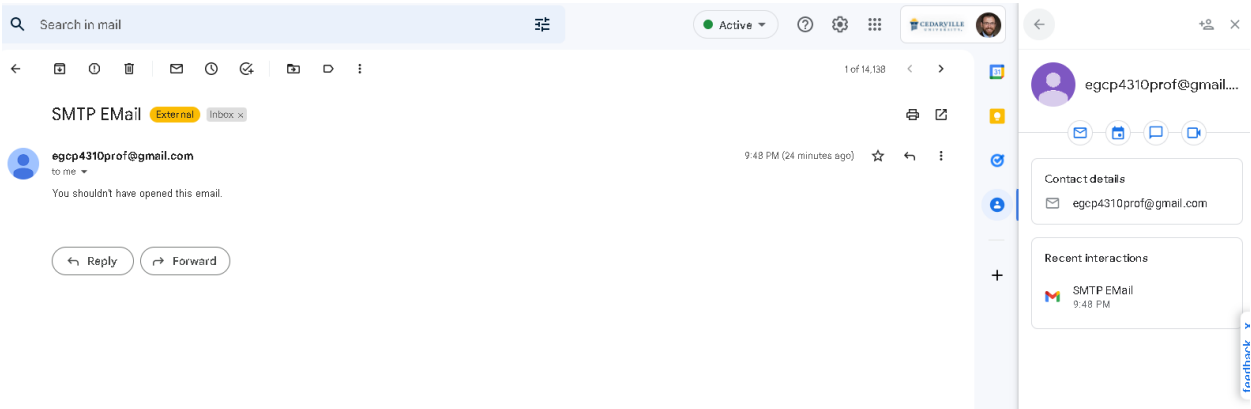 Search in mail
Active
CEDARVILLE
UNIVERSITY
1 of 14,138
SMTP EMail External Inbox x
egcp4310prof@gmail.com
9:48 PM (24 minutes ago)
to me
You shouldn't have opened this email.
Reply
Forward
31
egcp4310prof@gmail....
Contact details
egcp4310prof@gmail.com
Recent interactions
SMTP EMail
9:48 PM
feedback x